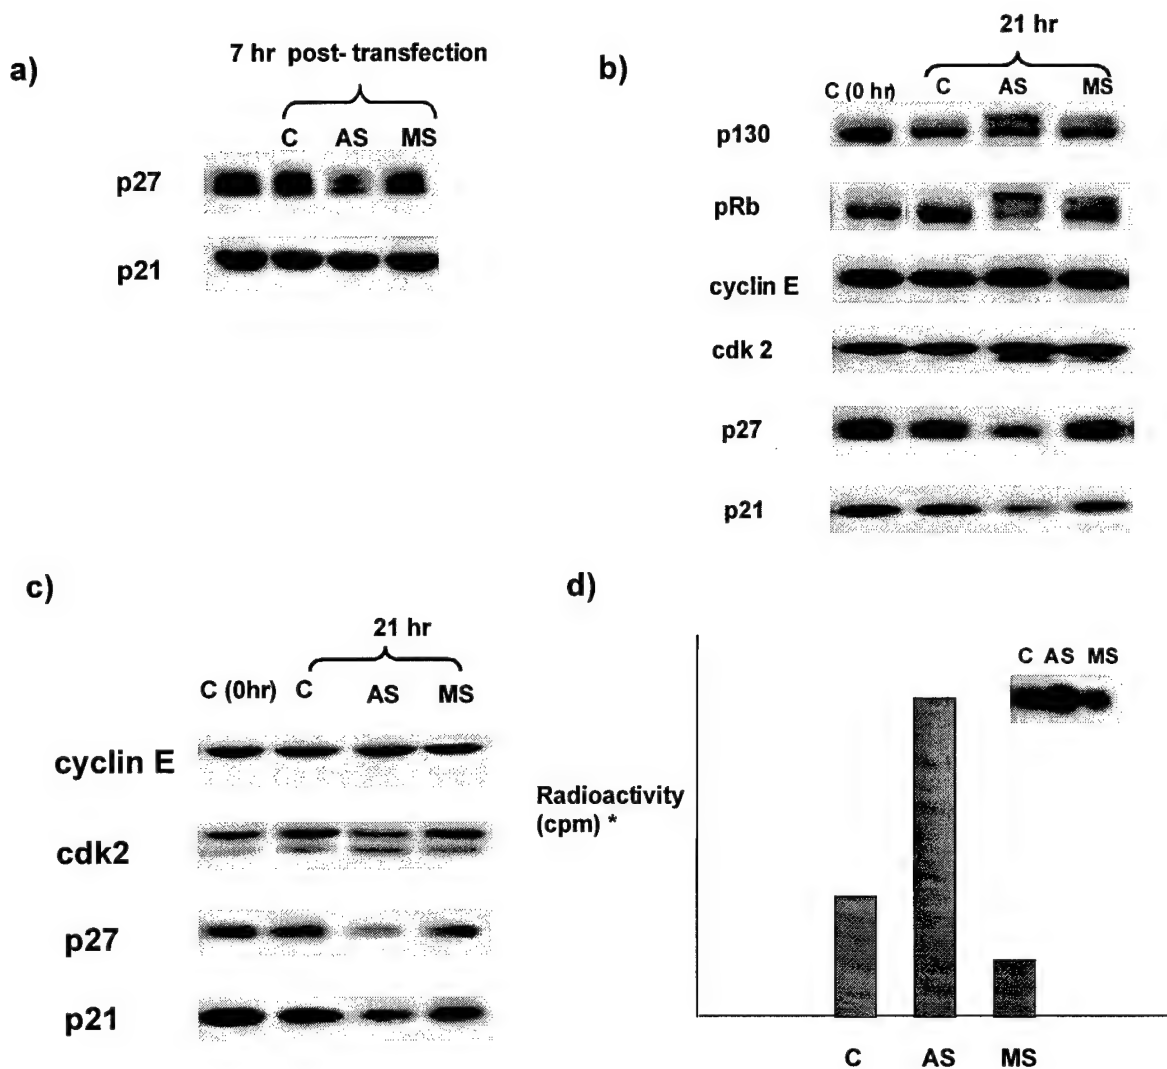 a)
7 hr post-transfection
C AS MS
p27
p21
b)
21 hr
C (0 hr) C AS MS
p130
pRb
cyclin E
cdk 2
p27
p21
c)
21 hr
C (0hr) C AS MS
cyclin E
cdk2
p27
p21
d)
C AS MS
Radioactivity
(cpm) *
C AS MS